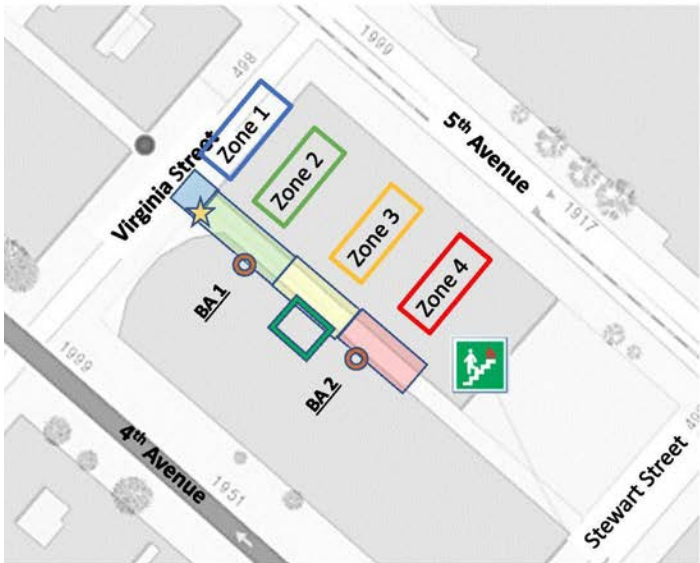 1999
498
5th Avenue
Zone 1
Virginia Street
Zone 2
1917
Zone 3
Zone 4
BA 1
BA 2
1999
4th Avenue
1951
Stewart Street